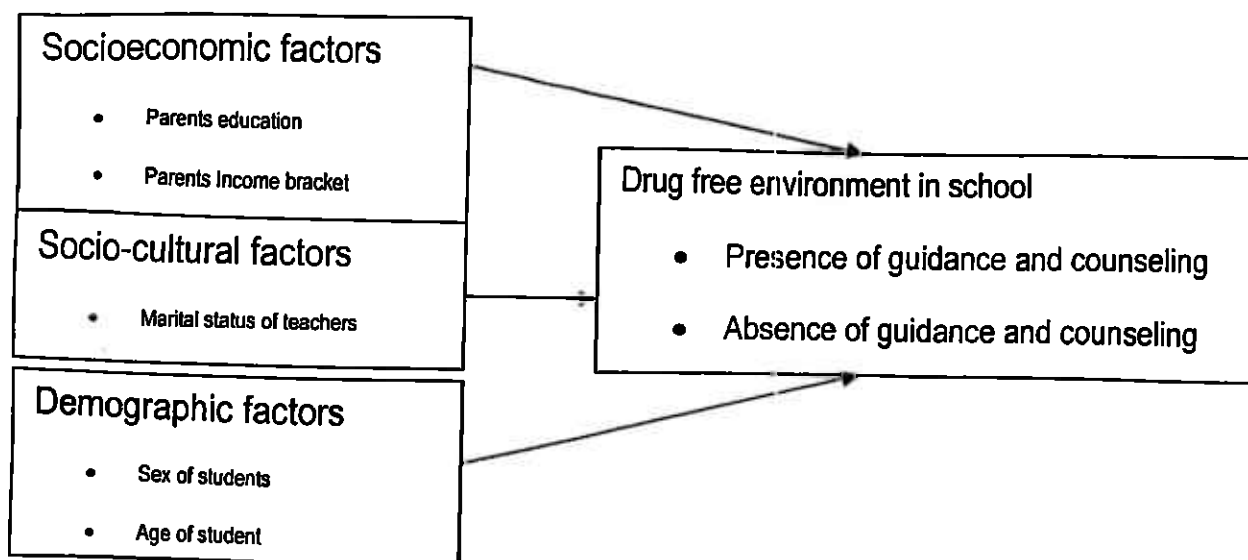 Socioeconomic factors
• Parents education
• Parents Income bracket
Socio-cultural factors
• Marital status of teachers
Demographic factors
• Sex of students
• Age of student
Drug free environment in school
• Presence of guidance and counseling
• Absence of guidance and counseling